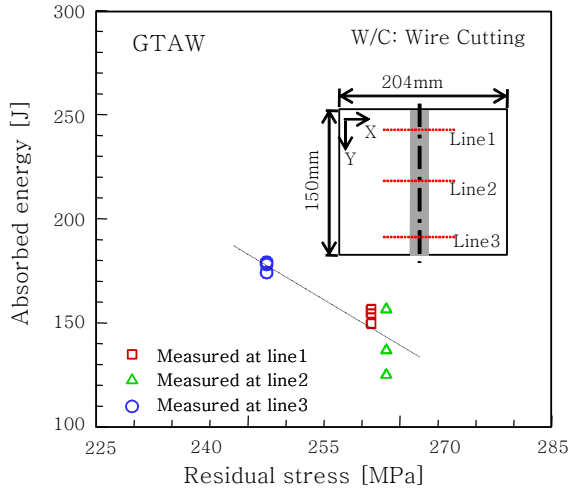 GTAW
W/C: Wire Cutting
204mm
X
Y
150mm
Line1
Line2
Line3
Absorbed energy [J]
300
250
200
150
100
Measured at line1
Measured at line2
Measured at line3
225
240
255
270
285
Residual stress [MPa]